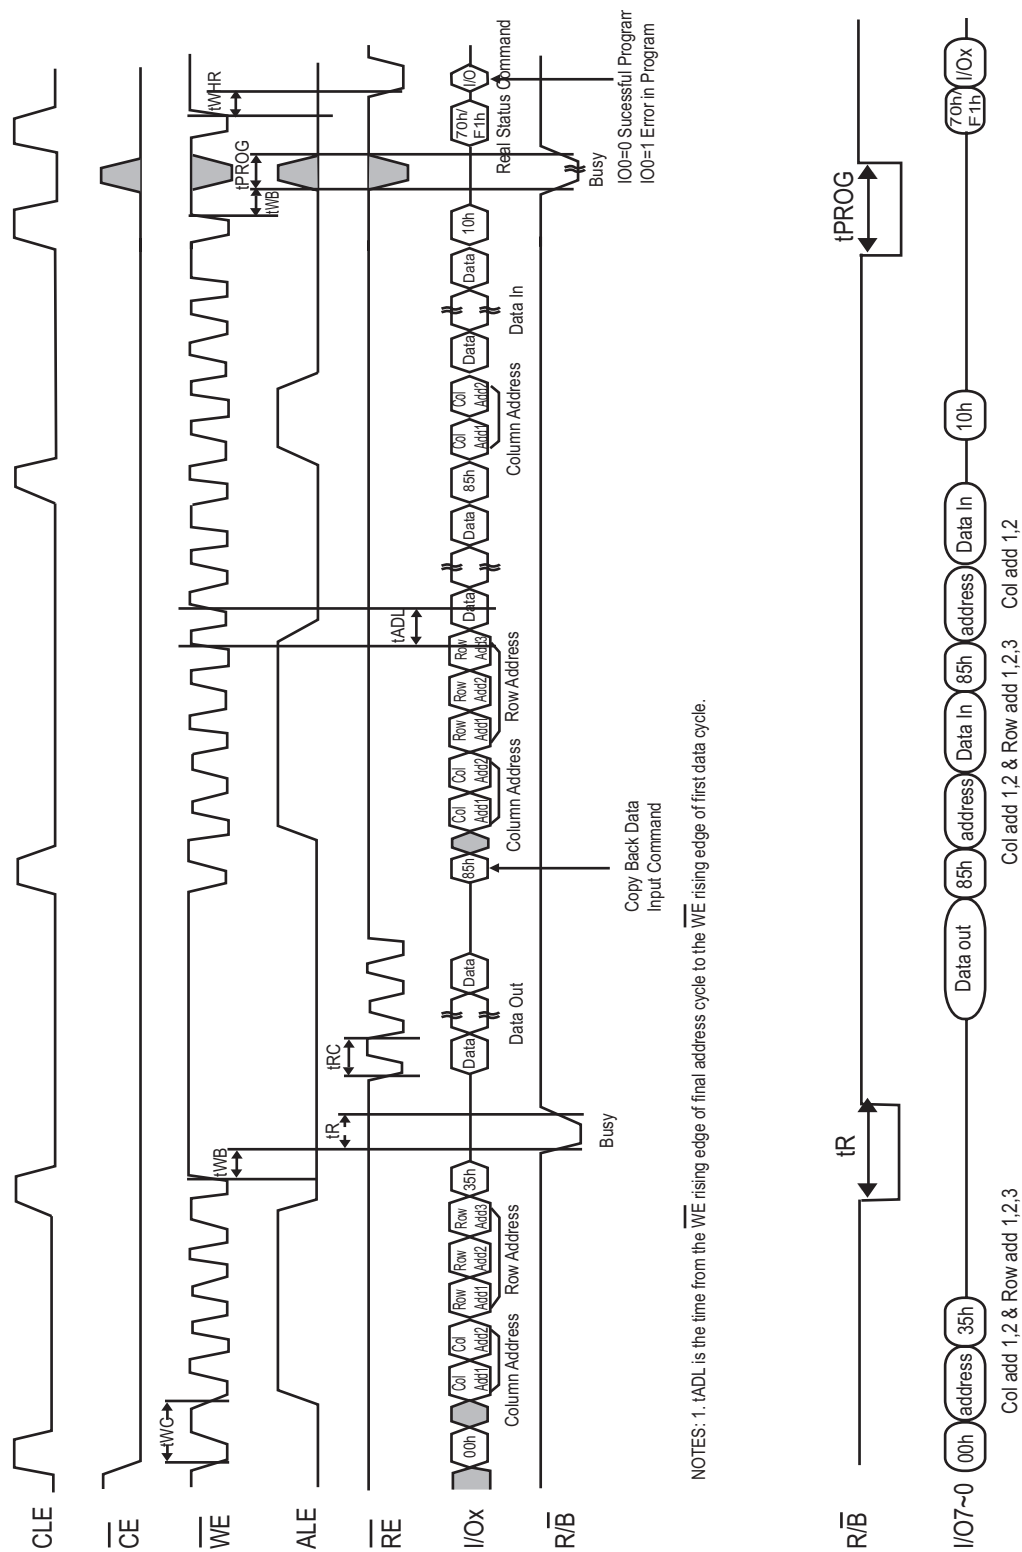 CLE
C̅E̅
W̅E̅
tWC
tWB
tWB
tPROG
tWHR
ALE
R̅E̅
tR
tRC
tADL
I/Ox
00h
Col Add1
Col Add2
Row Add1
Row Add2
Row Add3
35h
Data
Data
85h
Col Add1
Col Add2
Row Add1
Row Add2
Row Add3
Data
Data
85h
Col Add1
Col Add2
Data
Data
10h
70h/ F1h
I/O
Column Address
Row Address
Data Out
Column Address
Row Address
Column Address
Data In
Real Status Command
R/B̅
Busy
Busy
Copy Back Data
Input Command
IO0=0 Sucessful Program
IO0=1 Error in Program
NOTES: 1. tADL is the time from the W̅E̅ rising edge of final address cycle to the W̅E̅ rising edge of first data cycle.
R/B̅
tR
tPROG
I/O7~0
00h
address
35h
Data out
85h
address
Data In
85h
address
Data In
10h
70h/ F1h
I/Ox
Col add 1,2 & Row add 1,2,3
Col add 1,2 & Row add 1,2,3
Col add 1,2